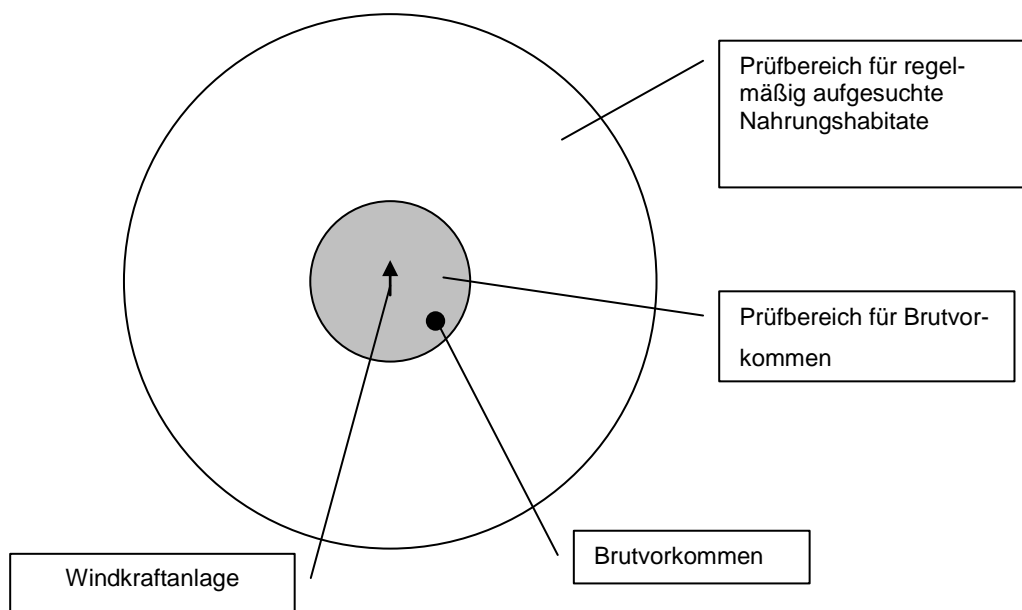 Prüfbereich für regel-
mäßig aufgesuchte
Nahrungshabitate
Prüfbereich für Brutvor-
kommen
Brutvorkommen
Windkraftanlage